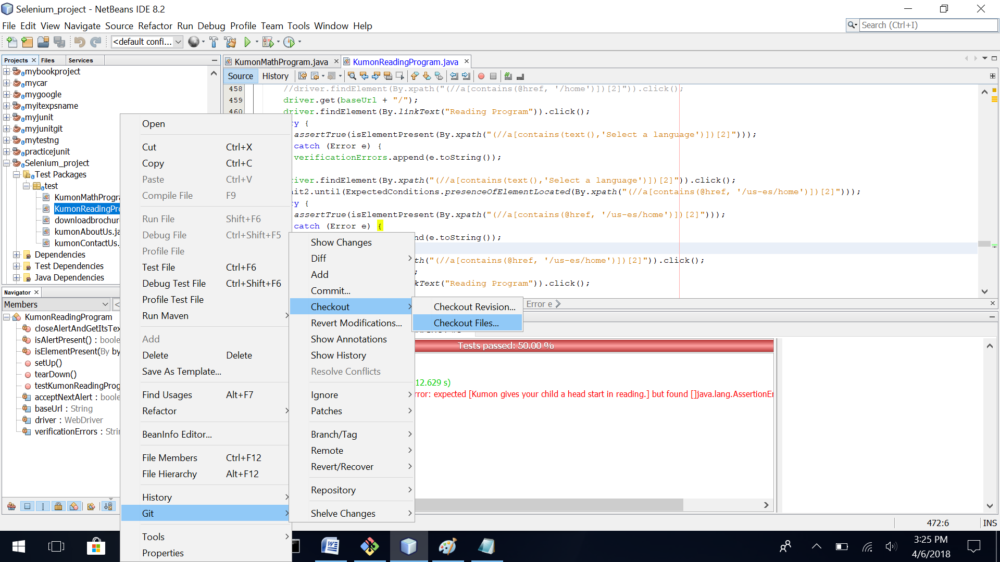 Selenium_project - NetBeans IDE 8.2
File Edit View Navigate Source Refactor Run Debug Profile Team Tools Window Help
Search (Ctrl+I)
<default confi...
Projects Files Services
mybookproject
mycar
mygoogle
myitexpsname
myjunit
myjunitgit
mytestng
practicejunit
Selenium_project
Test Packages
test
KumonMathProgra
KumonReadingPro
downloadbrochur
kumonAboutUs.ja
kumonContactUs.
Dependencies
Test Dependencies
Java Dependencies
Navigator
Members
KumonReadingProgram
closeAlertAndGetItsTex
isAlertPresent() : boole
isElementPresent(By by
setUp()
tearDown()
testKumonReadingProg
acceptNextAlert : boole
baseUrl : String
driver : WebDriver
verificationErrors : Strin
Open
Cut Ctrl+X
Copy Ctrl+C
Paste Ctrl+V
Compile File F9
Run File Shift+F6
Debug File Ctrl+Shift+F5
Profile File
Test File Ctrl+F6
Debug Test File Ctrl+Shift+F6
Profile Test File
Run Maven
Add
Delete Delete
Save As Template...
Find Usages Alt+F7
Refactor
BeanInfo Editor...
File Members Ctrl+F12
File Hierarchy Alt+F12
History
Git
Tools
Properties
Show Changes
Diff
Add
Commit...
Checkout
Revert Modifications...
Show Annotations
Show History
Resolve Conflicts
Ignore
Patches
Branch/Tag
Remote
Revert/Recover
Repository
Shelve Changes
Checkout Revision...
Checkout Files...
KumonMathProgram.java KumonReadingProgram.java
Source History
458 //driver.findElement(By.xpath("(//a[contains(@href, '/home')])[2]")).click();
459 driver.get(baseUrl + "/");
460 driver.findElement(By.linkText("Reading Program")).click();
ry {
assertTrue(isElementPresent(By.xpath("(//a[contains(text(),'Select a language')])[2]")));
catch (Error e) {
verificationErrors.append(e.toString());
river.findElement(By.xpath("(//a[contains(text(),'Select a language')])[2]")).click();
ait2.until(ExpectedConditions.presenceOfElementLocated(By.xpath("(//a[contains(@href, '/us-es/home')])[2]")));
ry {
assertTrue(isElementPresent(By.xpath("(//a[contains(@href, '/us-es/home')])[2]")));
catch (Error e) {
nd(e.toString());
th("(//a[contains(@href, '/us-es/home')])[2]")).click();
;
kText("Reading Program")).click();
Error e
Tests passed: 50.00 %
12.629 s)
rror: expected [Kumon gives your child a head start in reading.] but found []java.lang.AssertionEr
472:6 INS
3:25 PM
4/6/2018